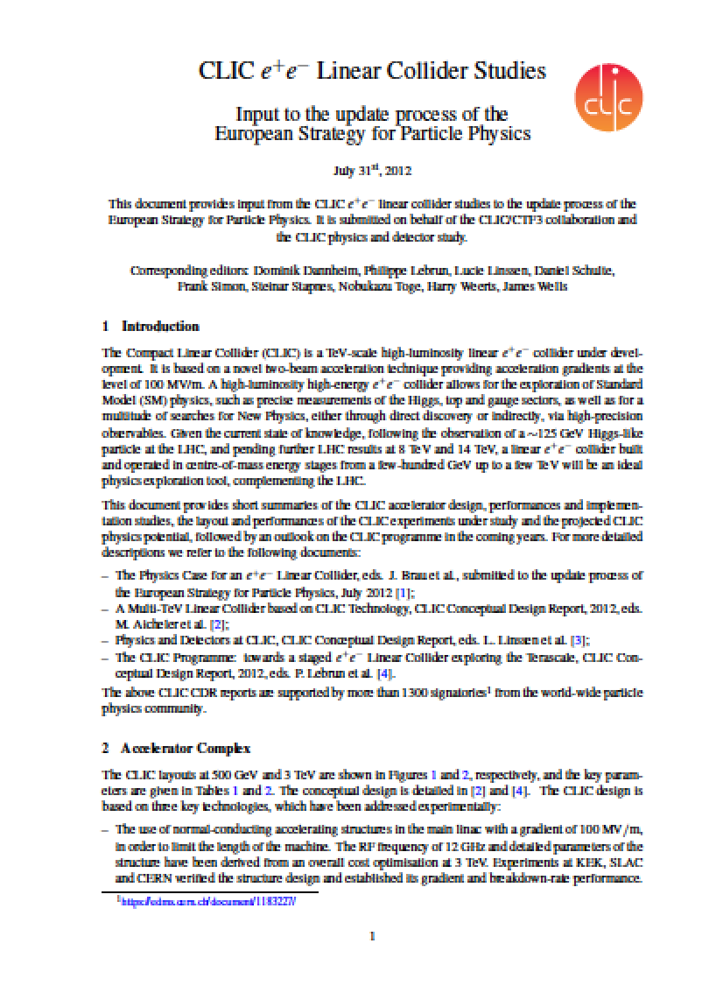 CLIC e⁺e⁻ Linear Collider Studies
clic
Input to the update process of the
European Strategy for Particle Physics
July 31st, 2012
This document provides input from the CLIC e⁺e⁻ linear collider studies to the update process of the
European Strategy for Particle Physics. It is submitted on behalf of the CLIC/CTF3 collaboration and
the CLIC physics and detector study.
Corresponding editors: Dominik Dannheim, Philippe Lebrun, Lucie Linssen, Daniel Schulte,
Frank Simon, Steinar Stapnes, Nobukazu Toge, Harry Weerts, James Wells
1 Introduction
The Compact Linear Collider (CLIC) is a TeV-scale high-luminosity linear e⁺e⁻ collider under devel-
opment. It is based on a novel two-beam acceleration technique providing acceleration gradients at the
level of 100 MV/m. A high-luminosity high-energy e⁺e⁻ collider allows for the exploration of Standard
Model (SM) physics, such as precise measurements of the Higgs, top and gauge sectors, as well as for a
multitude of searches for New Physics, either through direct discovery or indirectly, via high-precision
observables. Given the current state of knowledge, following the observation of a ~125 GeV Higgs-like
particle at the LHC, and pending further LHC results at 8 TeV and 14 TeV, a linear e⁺e⁻ collider built
and operated in centre-of-mass energy stages from a few-hundred GeV up to a few TeV will be an ideal
physics exploration tool, complementing the LHC.
This document provides short summaries of the CLIC accelerator design, performances and implemen-
tation studies, the layout and performances of the CLIC experiments under study and the projected CLIC
physics potential, followed by an outlook on the CLIC programme in the coming years. For more detailed
descriptions we refer to the following documents:
– The Physics Case for an e⁺e⁻ Linear Collider, eds. J. Brau et al., submitted to the update process of
the European Strategy for Particle Physics, July 2012 [1];
– A Multi-TeV Linear Collider based on CLIC Technology, CLIC Conceptual Design Report, 2012, eds.
M. Aicheler et al. [2];
– Physics and Detectors at CLIC, CLIC Conceptual Design Report, eds. L. Linssen et al. [3];
– The CLIC Programme: towards a staged e⁺e⁻ Linear Collider exploring the Terascale, CLIC Con-
ceptual Design Report, 2012, eds. P. Lebrun et al. [4].
The above CLIC CDR reports are supported by more than 1300 signatories¹ from the world-wide particle
physics community.
2 Accelerator Complex
The CLIC layouts at 500 GeV and 3 TeV are shown in Figures 1 and 2, respectively, and the key param-
eters are given in Tables 1 and 2. The conceptual design is detailed in [2] and [4]. The CLIC design is
based on three key technologies, which have been addressed experimentally:
– The use of normal-conducting accelerating structures in the main linac with a gradient of 100 MV/m,
in order to limit the length of the machine. The RF frequency of 12 GHz and detailed parameters of the
structure have been derived from an overall cost optimisation at 3 TeV. Experiments at KEK, SLAC
and CERN verified the structure design and established its gradient and breakdown-rate performance.
¹https://edms.cern.ch/document/1183227/
1